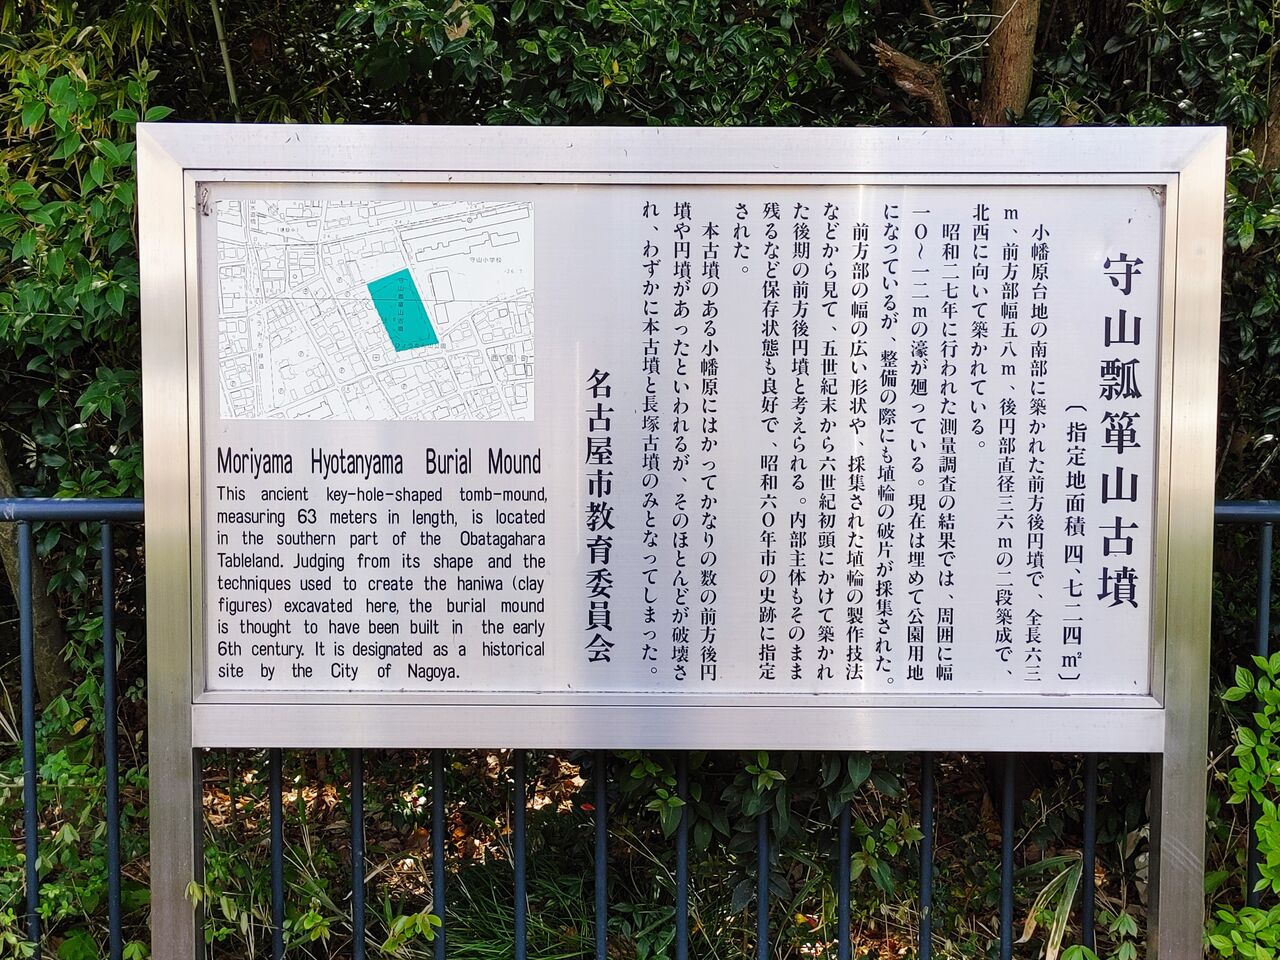 守山瓢箪山古墳
〔指定地面積 四、七二四㎡〕
小幡原台地の南部に築かれた前方後円墳で、全長六三
m、前方部幅五八m、後円部直径三六mの二段築成で、
北西に向いて築かれている。
昭和二七年に行われた測量調査の結果では、周囲に幅
一〇〜一二mの濠が廻っている。現在は埋めて公園用地
になっているが、整備の際にも埴輪の破片が採集された。
前方部の幅の広い形状や、採集された埴輪の製作技法
などから見て、五世紀末から六世紀初頭にかけて築かれ
た後期の前方後円墳と考えられる。内部主体もそのまま
残るなど保存状態も良好で、昭和六〇年市の史跡に指定
された。
本古墳のある小幡原にはかってかなりの数の前方後円
墳や円墳があったといわれるが、そのほとんどが破壊さ
れ、わずかに本古墳と長塚古墳のみとなってしまった。
名古屋市教育委員会
守山小学校
守山瓢箪山古墳
Moriyama Hyotanyama Burial Mound
This ancient key-hole-shaped tomb-mound,
measuring 63 meters in length, is located
in the southern part of the Obatagahara
Tableland. Judging from its shape and the
techniques used to create the haniwa (clay
figures) excavated here, the burial mound
is thought to have been built in the early
6th century. It is designated as a historical
site by the City of Nagoya.